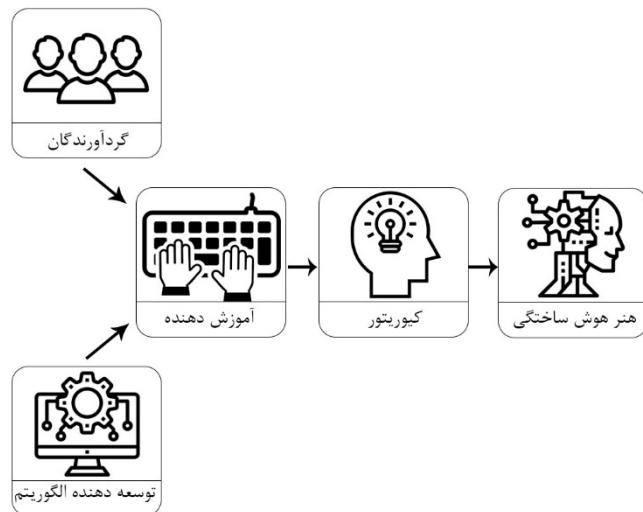 گردآورندگان
آموزش دهنده
کیوریتور
هنر هوش ساختگی
توسعه دهنده الگوریتم